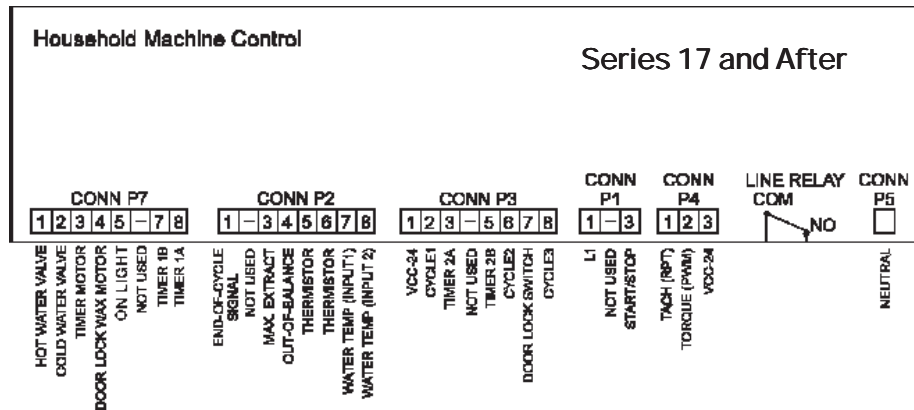 Household Machine Control
Series 17 and After
CONN P7
1 2 3 4 5 – 7 8
HOT WATER VALVE
COLD WATER VALVE
TIMER MOTOR
DOOR LOCK WAX MOTOR
ON LIGHT
NOT USED
TIMER 1B
TIMER 1A
CONN P2
1 – 3 4 5 6 7 8
END-OF-CYCLE
SIGNAL
NOT USED
MAX. EXTRACT
OUT-OF-BALANCE
THERMISTOR
THERMISTOR
WATER TEMP (INPUT1)
WATER TEMP (INPUT 2)
CONN P3
1 2 3 – 5 6 7 8
VCC-24
CYCLE1
TIMER 2A
NOT USED
TIMER 2B
CYCLE2
DOOR LOCK SWITCH
CYCLE3
CONN
P1
1 – 3
L1
NOT USED
START/STOP
CONN
P4
1 2 3
TACH (RPT)
TORQUE (PWM)
VCC-24
LINE RELAY
COM
NO
CONN
P5
NEUTRAL